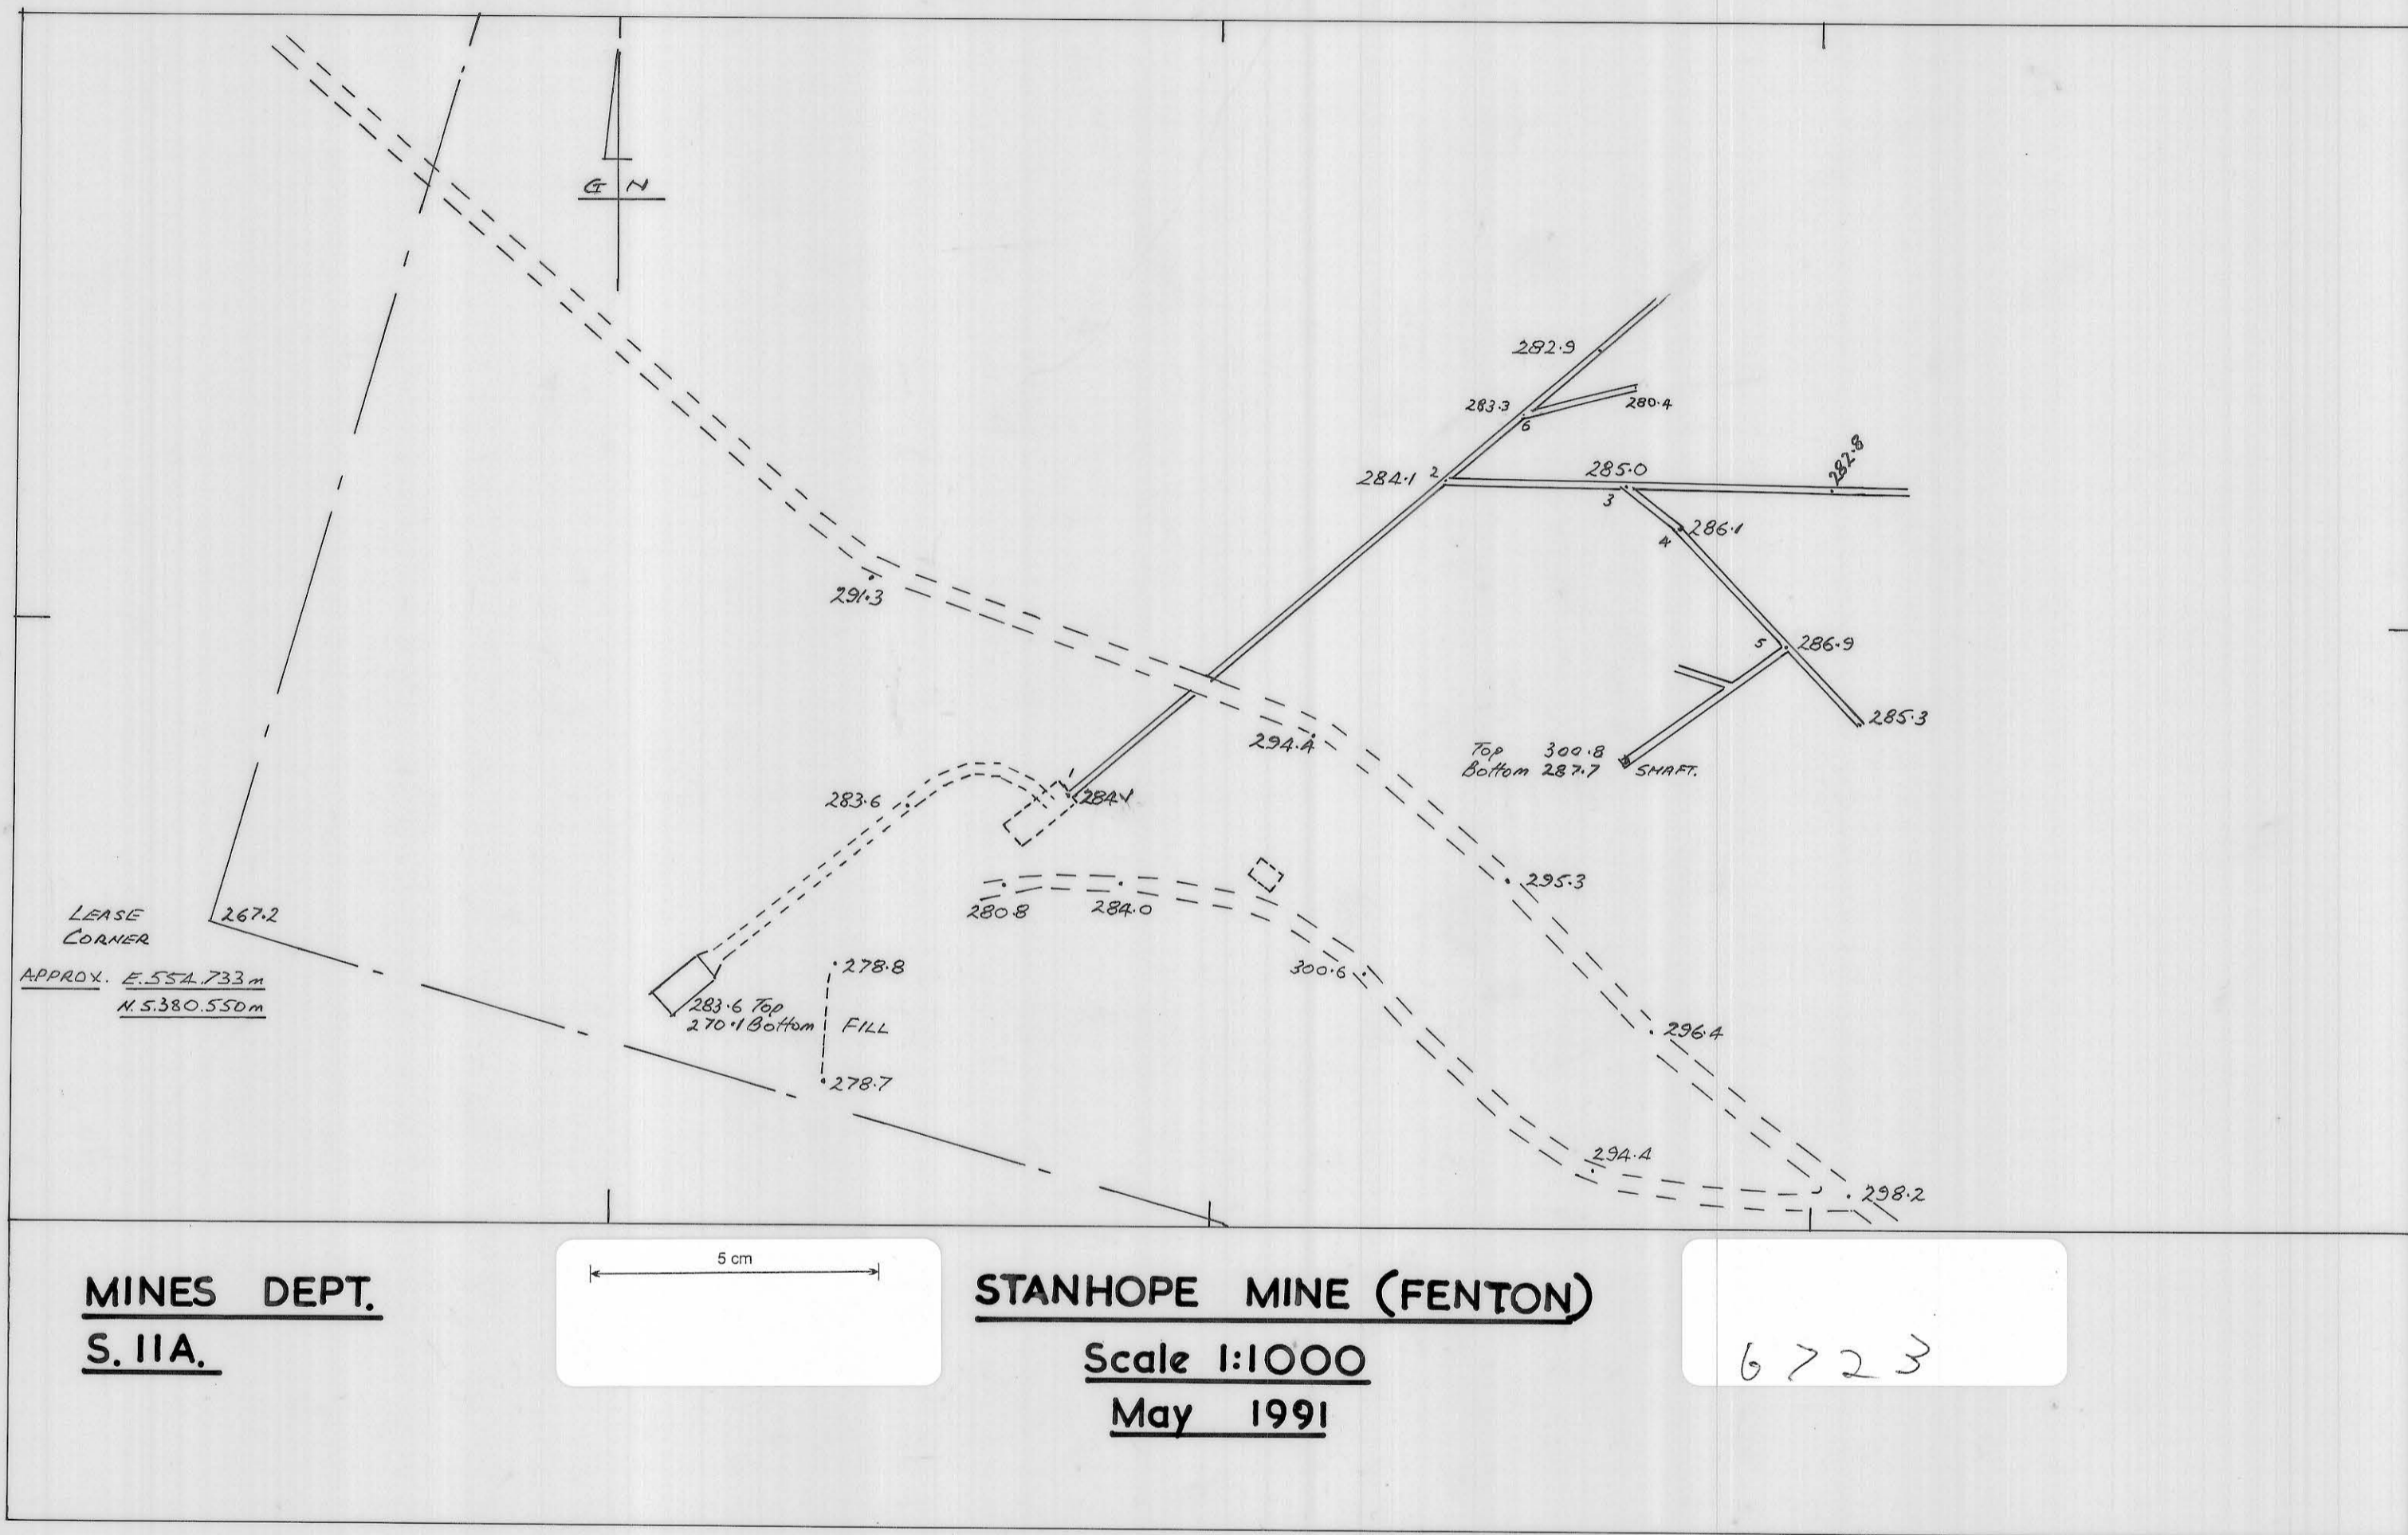 G N
282.9
283.3
6
280.4
284.1 2
285.0
3
282.8
286.1
4
291.3
5 286.9
285.3
294.4
Top 300.8
Bottom 287.7 SHAFT.
283.6
284.1
295.3
280.8
284.0
LEASE
CORNER
267.2
APPROX. E.554.733m
N.5.380.550m
278.8
300.6
283.6 Top
270.1 Bottom
FILL
296.4
278.7
294.4
298.2
MINES DEPT.
S. 11A.
5 cm
STANHOPE MINE (FENTON)
Scale 1:1000
May 1991
6723